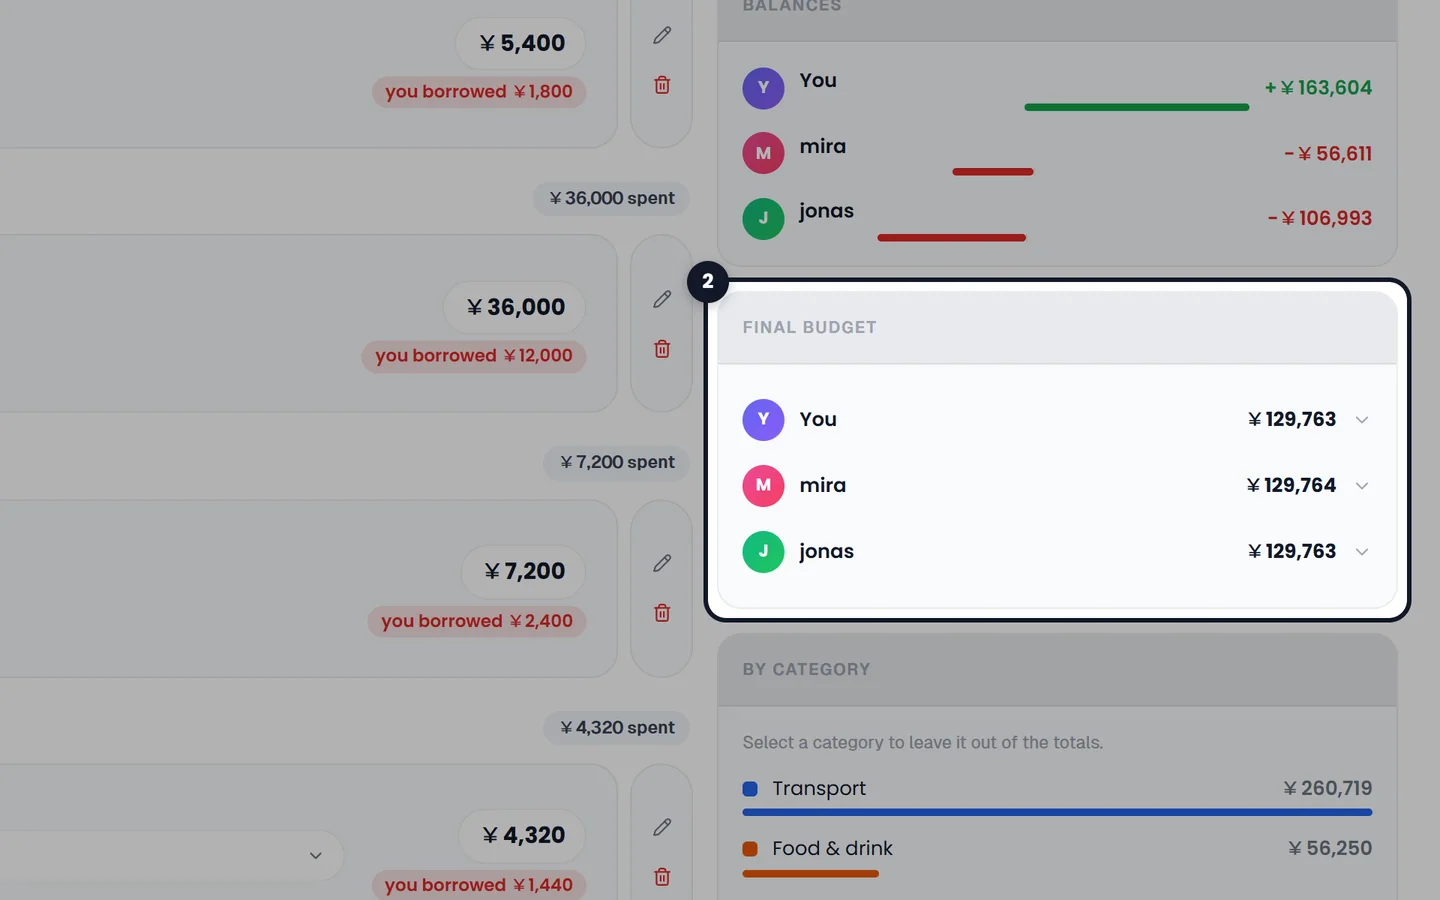 ¥ 5,400
you borrowed ¥ 1,800
¥ 36,000 spent
¥ 36,000
you borrowed ¥ 12,000
¥ 7,200 spent
¥ 7,200
you borrowed ¥ 2,400
¥ 4,320 spent
¥ 4,320
you borrowed ¥ 1,440
BALANCES
Y You +¥ 163,604
M mira -¥ 56,611
J jonas -¥ 106,993
2
FINAL BUDGET
Y You ¥ 129,763
M mira ¥ 129,764
J jonas ¥ 129,763
BY CATEGORY
Select a category to leave it out of the totals.
Transport ¥ 260,719
Food & drink ¥ 56,250